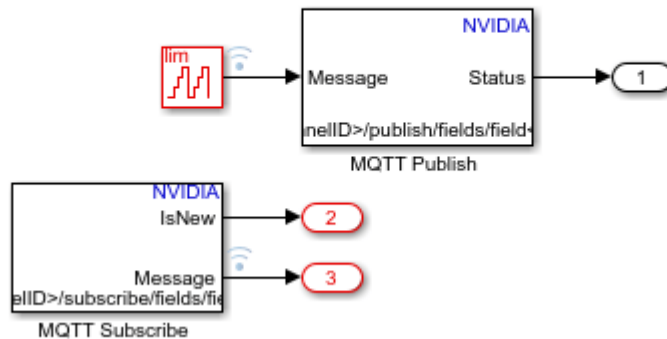 NVIDIA
lim
Message
Status
1
nelID>/publish/fields/field<
MQTT Publish
NVIDIA
IsNew
2
Message
3
elID>/subscribe/fields/fie
MQTT Subscribe